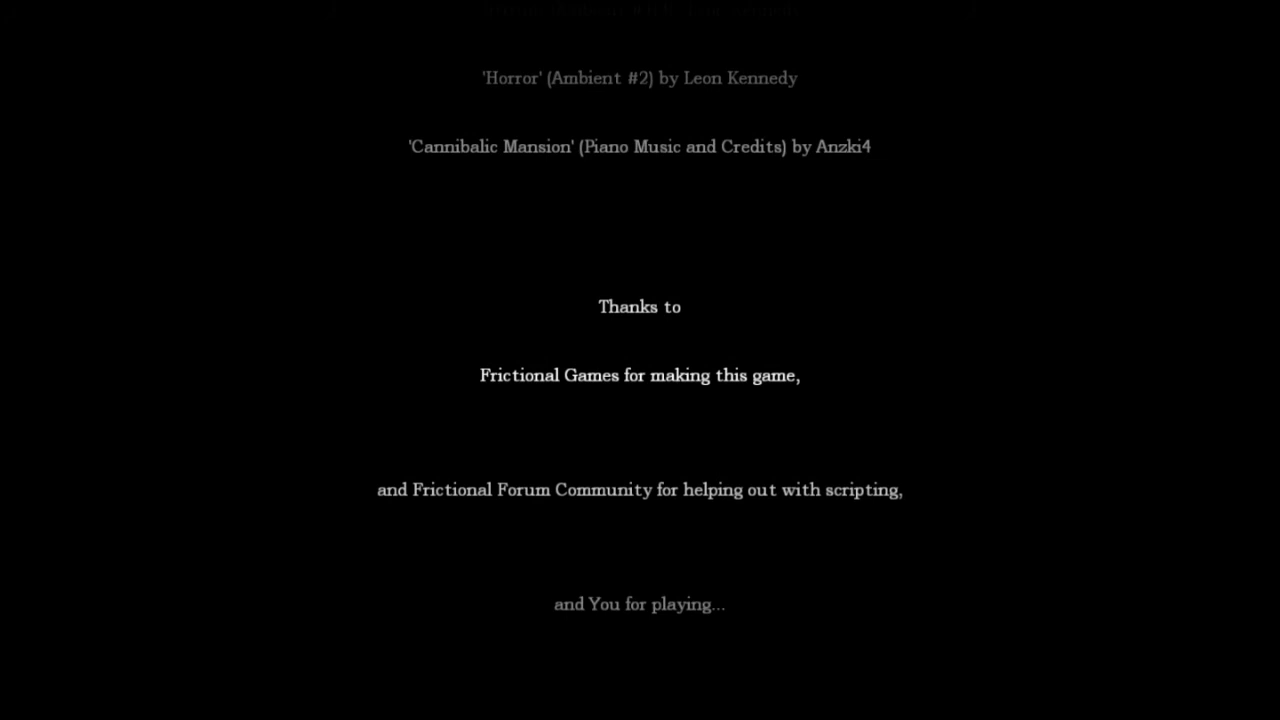 'Horror' (Ambient #2) by Leon Kennedy
'Cannibalic Mansion' (Piano Music and Credits) by Anzki4
Thanks to
Frictional Games for making this game,
and Frictional Forum Community for helping out with scripting,
and You for playing...